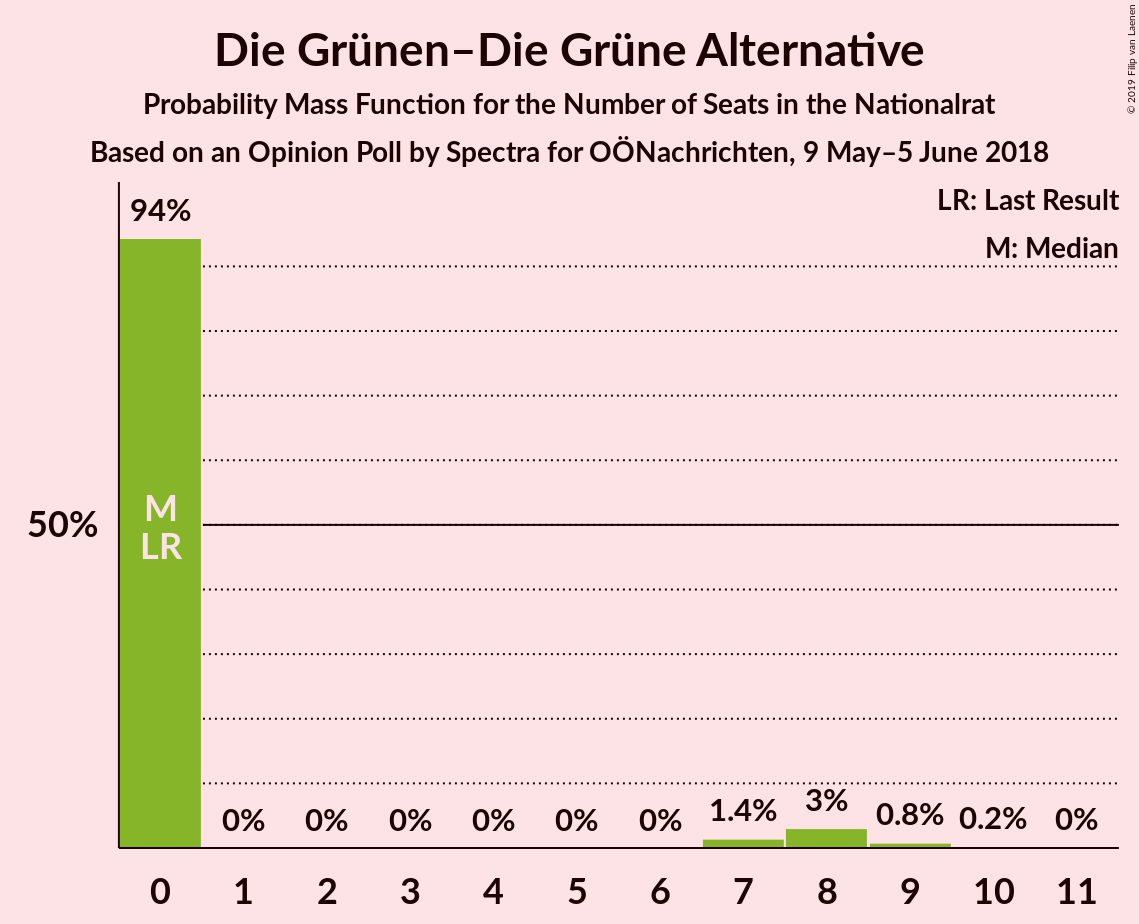 Die Grünen–Die Grüne Alternative
Probability Mass Function for the Number of Seats in the Nationalrat
Based on an Opinion Poll by Spectra for OÖNachrichten, 9 May–5 June 2018
© 2019 Filip van Laenen
LR: Last Result
M: Median
94%
M
LR
50%
0% 0% 0% 0% 0% 0% 1.4% 3% 0.8% 0.2% 0%
0 1 2 3 4 5 6 7 8 9 10 11